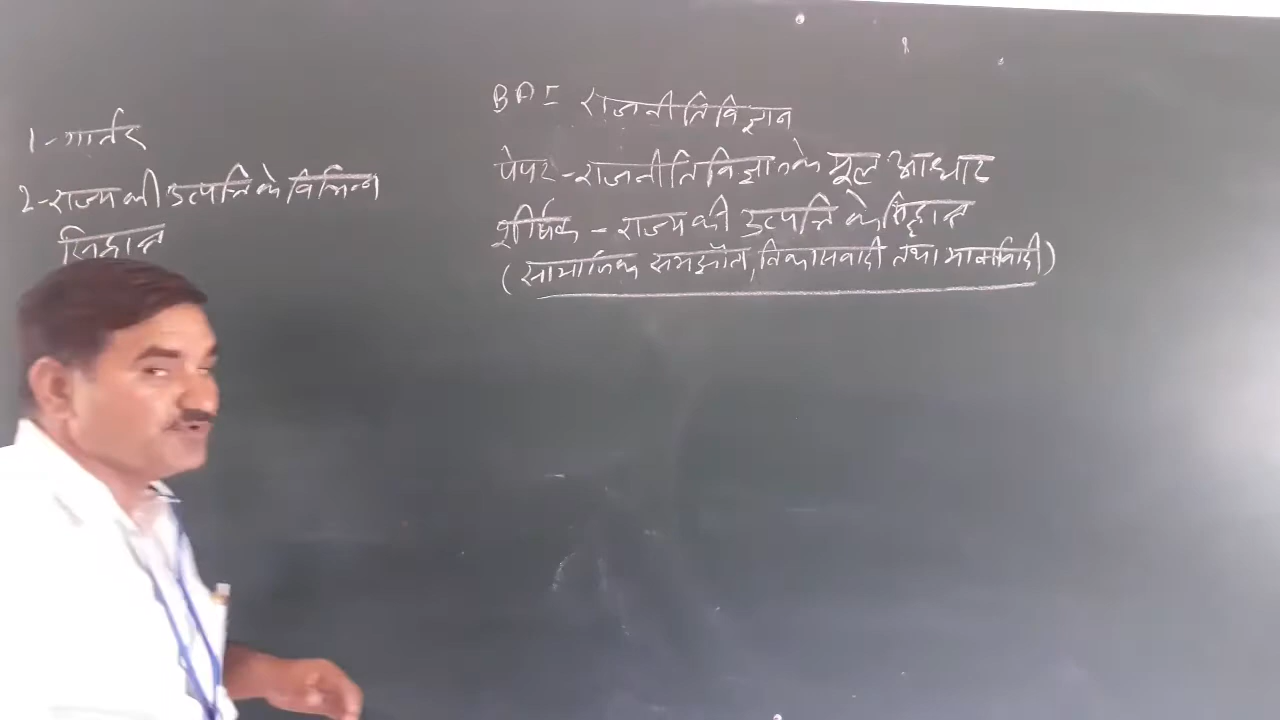 1- गार्नर
2- राज्य की उत्पत्ति के विभिन्न
सिद्धान्त
BA I राजनीति विज्ञान
पेपर - राजनीति विज्ञान के मूल आधार
शीर्षक - राज्य की उत्पत्ति के सिद्धान्त
(सामाजिक समझौता, विकासवादी तथा मार्क्सवादी)